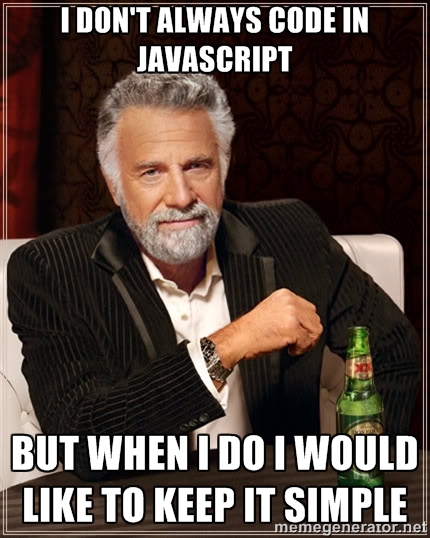 I DON'T ALWAYS CODE IN
JAVASCRIPT
BUT WHEN I DO I WOULD
LIKE TO KEEP IT SIMPLE
memegenerator.net